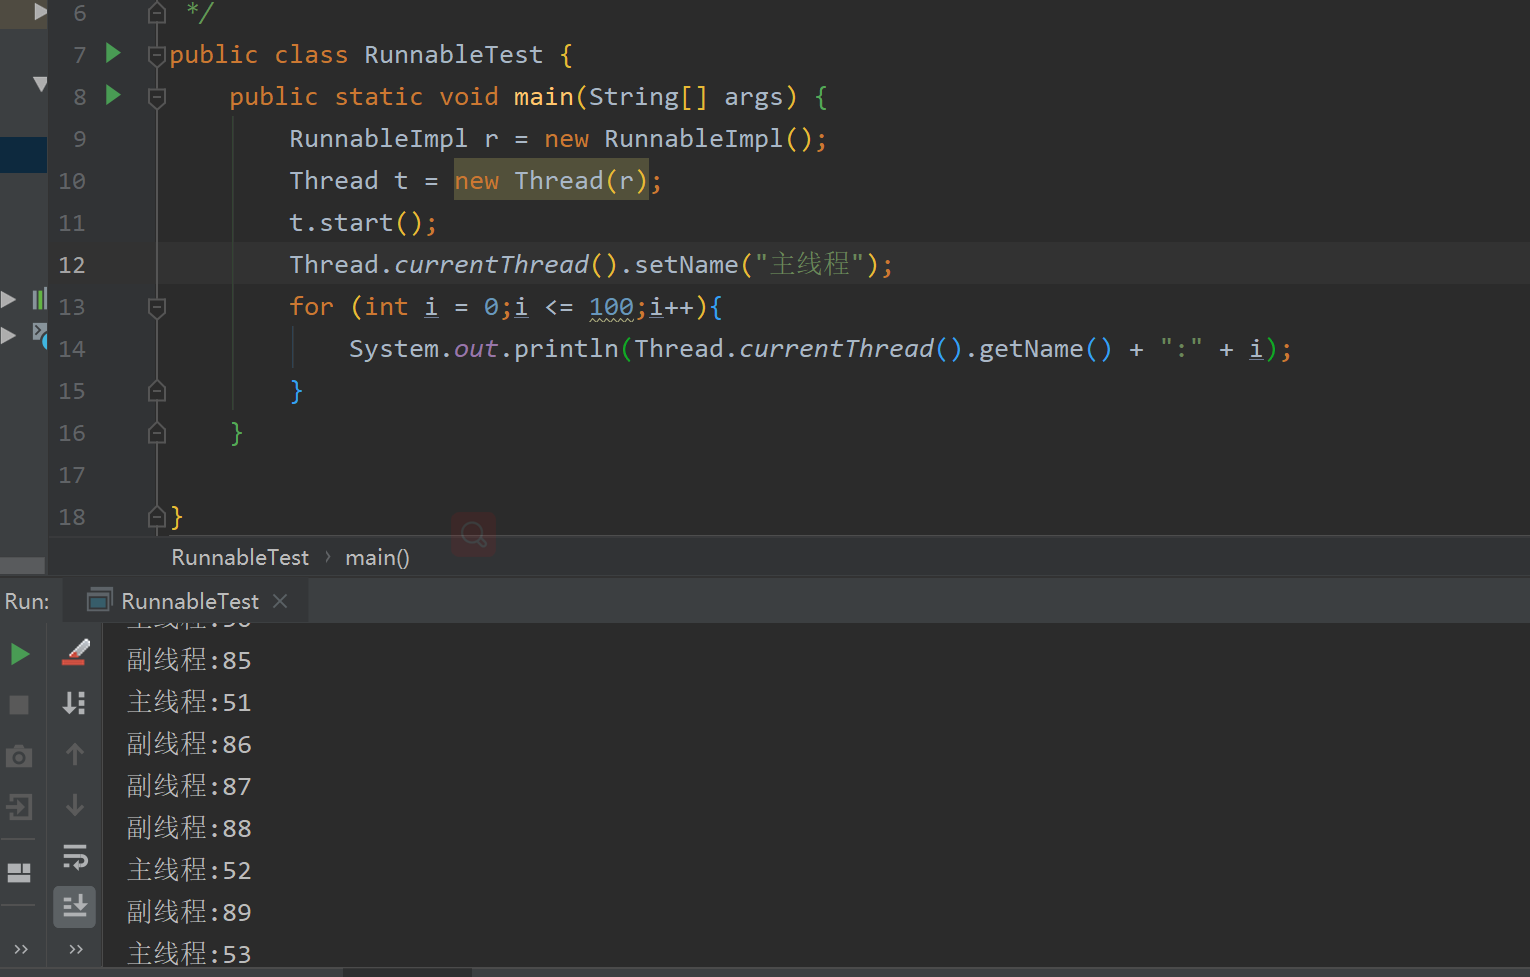 6 */
7 public class RunnableTest {
8 public static void main(String[] args) {
9 RunnableImpl r = new RunnableImpl();
10 Thread t = new Thread(r);
11 t.start();
12 Thread.currentThread().setName("主线程");
13 for (int i = 0;i <= 100;i++){
14 System.out.println(Thread.currentThread().getName() + ":" + i);
15 }
16 }
17
18 }
RunnableTest › main()
Run: RunnableTest
副线程:85
主线程:51
副线程:86
副线程:87
副线程:88
主线程:52
副线程:89
主线程:53